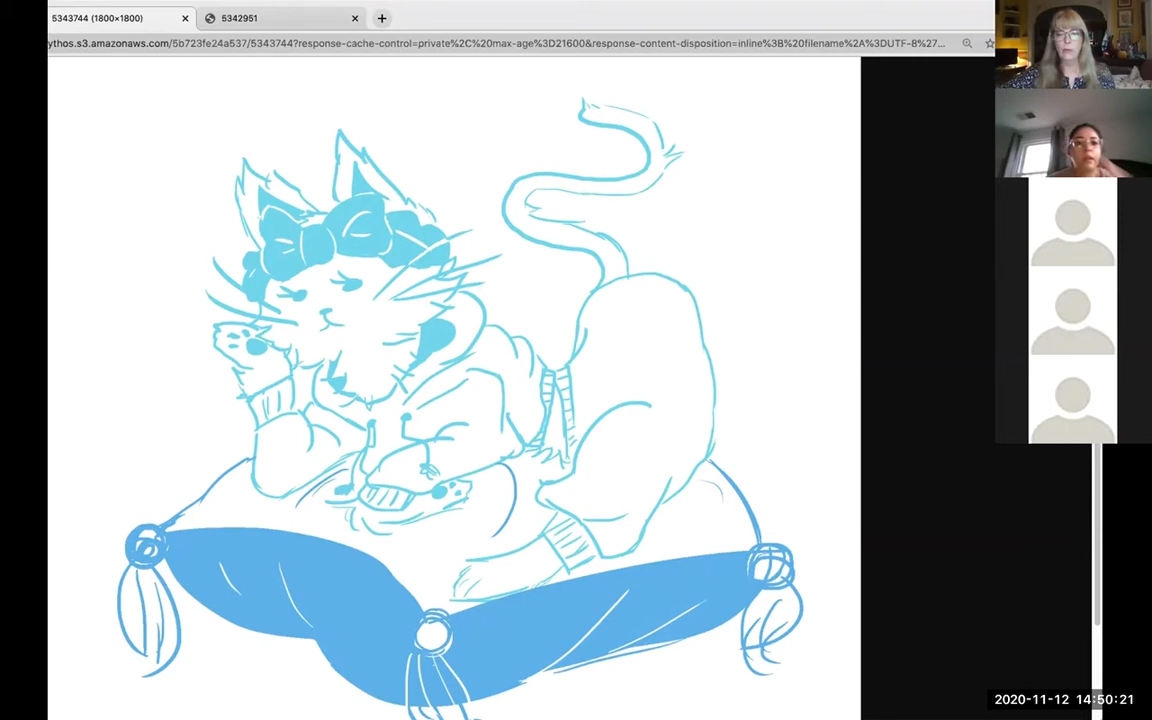 5343744 (1800×1800)
5342951
ythos.s3.amazonaws.com/5b723fe24a537/5343744?response-cache-control=private%2C%20max-age%3D21600&response-content-disposition=inline%3B%20filename%2A%3DUTF-8%27...
2020-11-12 14:50:21